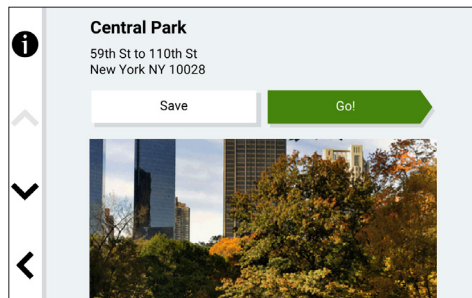 Central Park
59th St to 110th St
New York NY 10028
Save
Go!